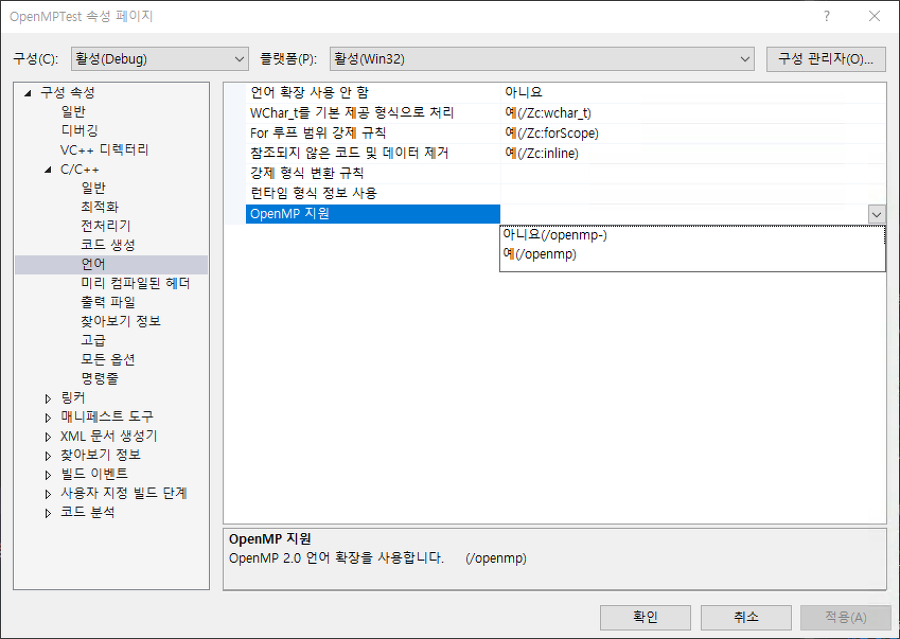 OpenMPTest 속성 페이지
구성(C): 활성(Debug) 플랫폼(P): 활성(Win32) 구성 관리자(O)...
구성 속성
일반
디버깅
VC++ 디렉터리
C/C++
일반
최적화
전처리기
코드 생성
언어
미리 컴파일된 헤더
출력 파일
찾아보기 정보
고급
모든 옵션
명령줄
링커
매니페스트 도구
XML 문서 생성기
찾아보기 정보
빌드 이벤트
사용자 지정 빌드 단계
코드 분석
언어 확장 사용 안 함 아니요
WChar_t를 기본 제공 형식으로 처리 예(/Zc:wchar_t)
For 루프 범위 강제 규칙 예(/Zc:forScope)
참조되지 않은 코드 및 데이터 제거 예(/Zc:inline)
강제 형식 변환 규칙
런타임 형식 정보 사용
OpenMP 지원
아니요(/openmp-)
예(/openmp)
OpenMP 지원
OpenMP 2.0 언어 확장을 사용합니다. (/openmp)
확인 취소 적용(A)